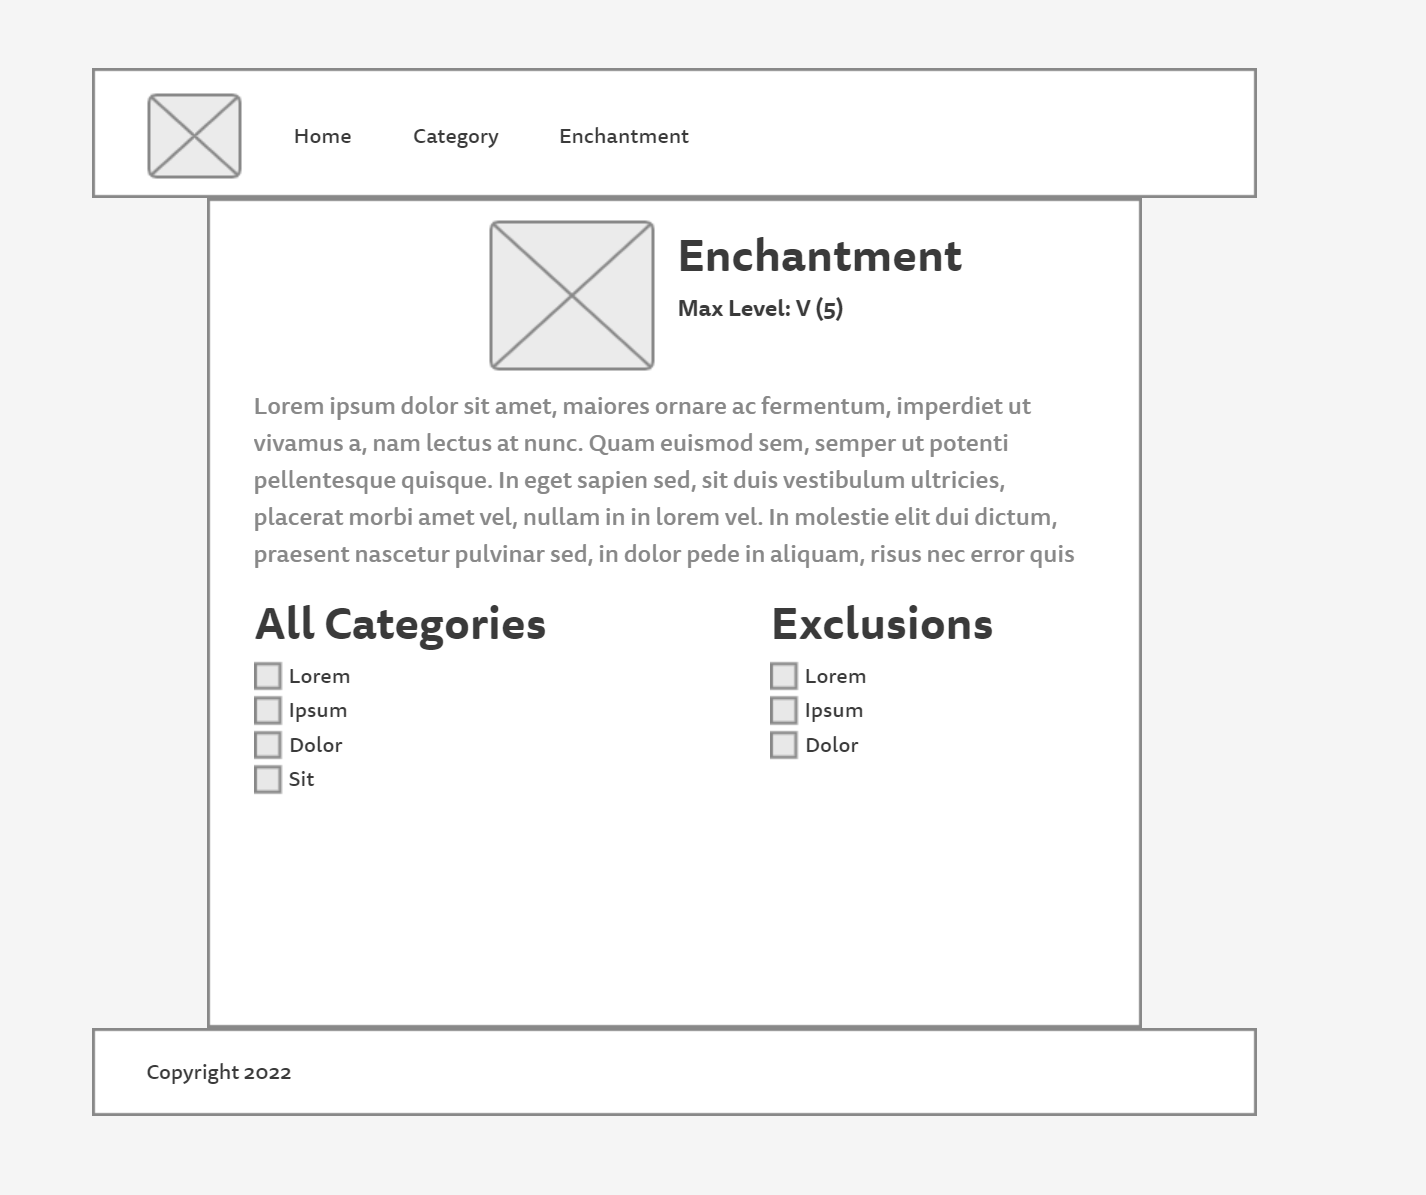 Home Category Enchantment
Enchantment
Max Level: V (5)
Lorem ipsum dolor sit amet, maiores ornare ac fermentum, imperdiet ut
vivamus a, nam lectus at nunc. Quam euismod sem, semper ut potenti
pellentesque quisque. In eget sapien sed, sit duis vestibulum ultricies,
placerat morbi amet vel, nullam in in lorem vel. In molestie elit dui dictum,
praesent nascetur pulvinar sed, in dolor pede in aliquam, risus nec error quis
All Categories
Lorem
Ipsum
Dolor
Sit
Exclusions
Lorem
Ipsum
Dolor
Copyright 2022